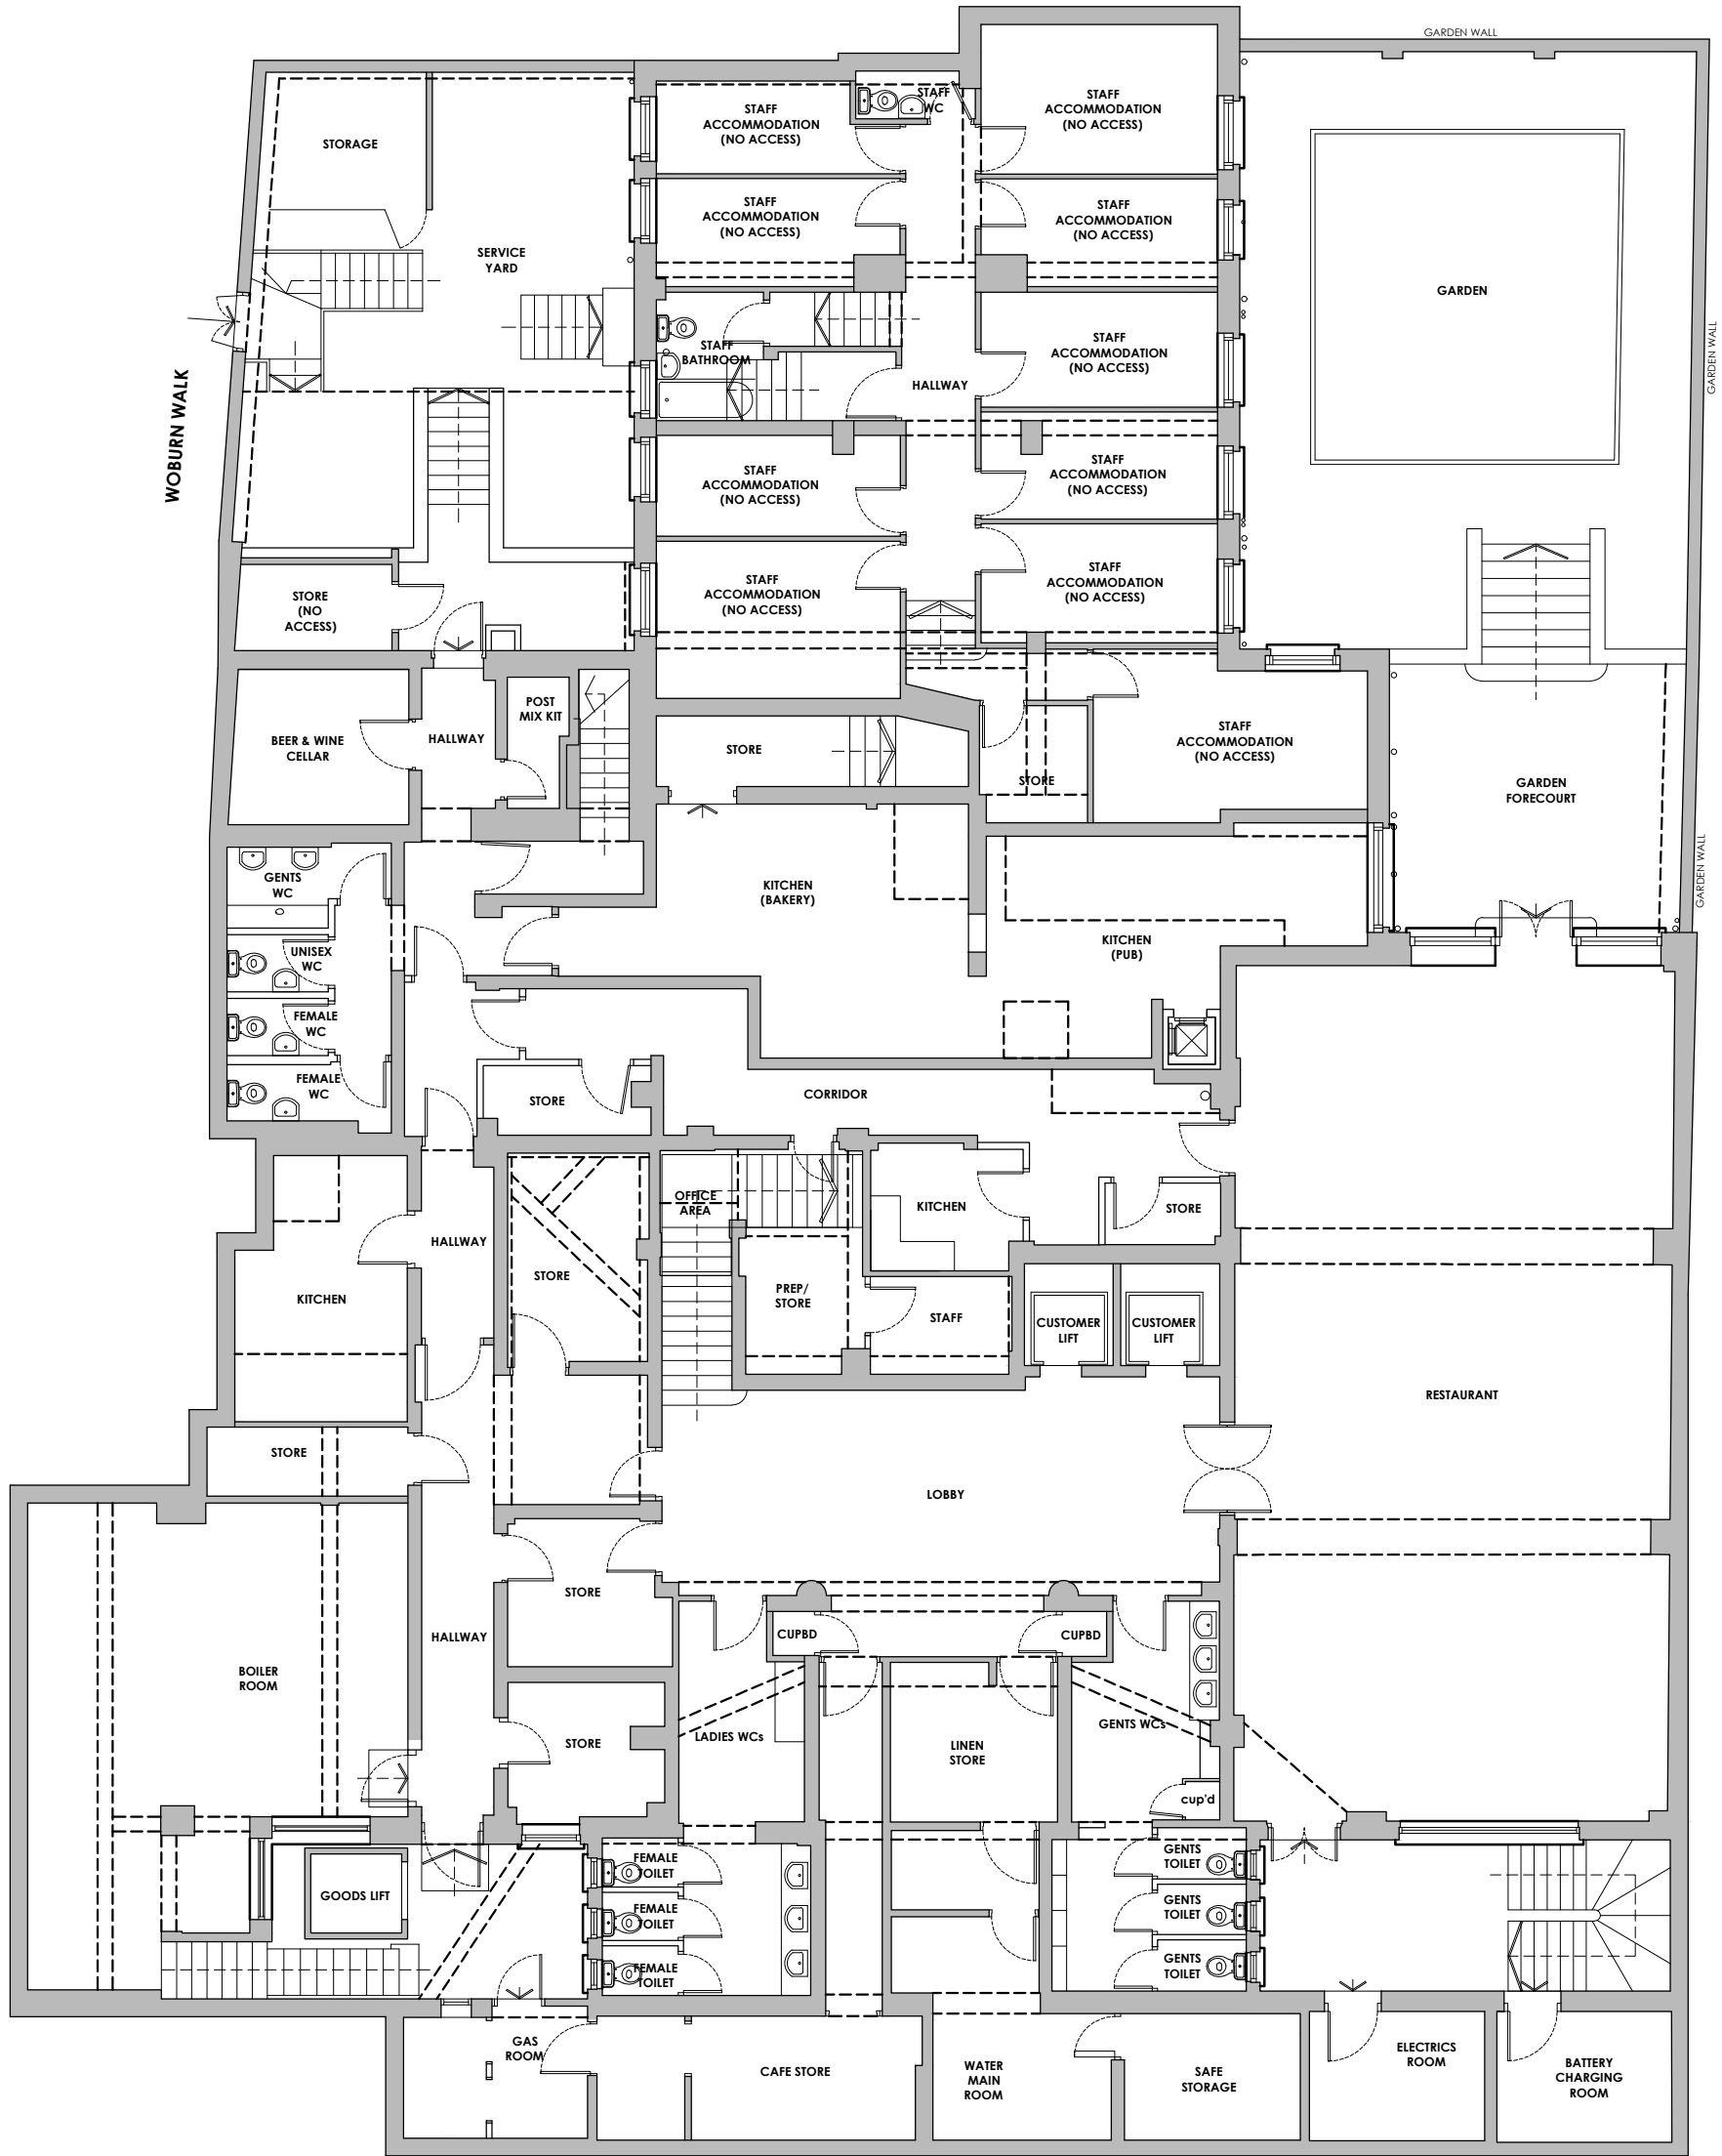 GARDEN WALL
STAFF
ACCOMMODATION
(NO ACCESS)
STAFF
WC
STAFF
ACCOMMODATION
(NO ACCESS)
STORAGE
STAFF
ACCOMMODATION
(NO ACCESS)
STAFF
ACCOMMODATION
(NO ACCESS)
SERVICE
YARD
GARDEN
STAFF
BATHROOM
STAFF
ACCOMMODATION
(NO ACCESS)
HALLWAY
GARDEN WALL
WOBURN WALK
STAFF
ACCOMMODATION
(NO ACCESS)
STAFF
ACCOMMODATION
(NO ACCESS)
STORE
(NO
ACCESS)
STAFF
ACCOMMODATION
(NO ACCESS)
STAFF
ACCOMMODATION
(NO ACCESS)
POST
MIX KIT
BEER & WINE
CELLAR
HALLWAY
STORE
STAFF
ACCOMMODATION
(NO ACCESS)
STORE
GARDEN
FORECOURT
GARDEN WALL
GENTS
WC
KITCHEN
(BAKERY)
KITCHEN
(PUB)
UNISEX
WC
FEMALE
WC
FEMALE
WC
STORE
CORRIDOR
OFFICE
AREA
KITCHEN
STORE
HALLWAY
STORE
KITCHEN
PREP/
STORE
STAFF
CUSTOMER
LIFT
CUSTOMER
LIFT
RESTAURANT
STORE
LOBBY
STORE
HALLWAY
CUPBD
CUPBD
BOILER
ROOM
STORE
LADIES WCs
LINEN
STORE
GENTS WCs
cup'd
GOODS LIFT
FEMALE
TOILET
FEMALE
TOILET
FEMALE
TOILET
GENTS
TOILET
GENTS
TOILET
GENTS
TOILET
GAS
ROOM
CAFE STORE
WATER
MAIN
ROOM
SAFE
STORAGE
ELECTRICS
ROOM
BATTERY
CHARGING
ROOM